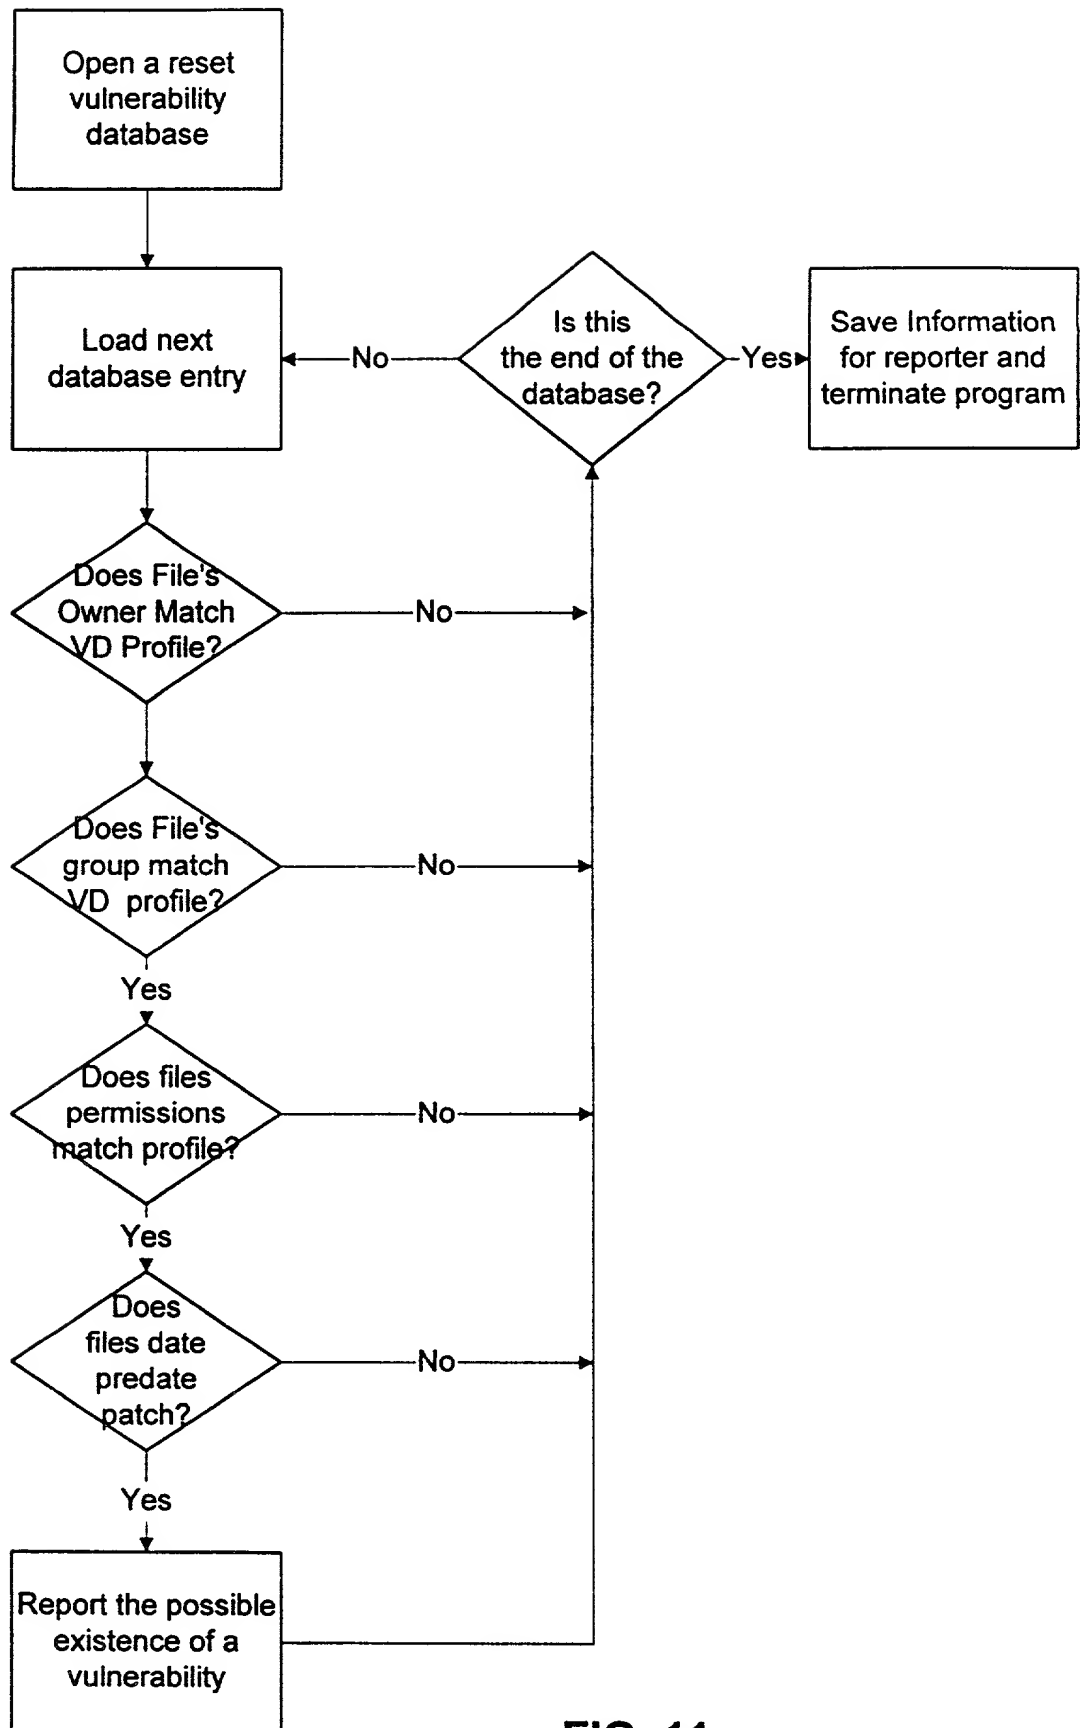 Open a reset
vulnerability
database
Load next
database entry
No
Is this
the end of the
database?
Yes
Save Information
for reporter and
terminate program
Does File's
Owner Match
VD Profile?
No
Does File's
group match
VD profile?
No
Yes
Does files
permissions
match profile?
No
Yes
Does
files date
predate
patch?
No
Yes
Report the possible
existence of a
vulnerability